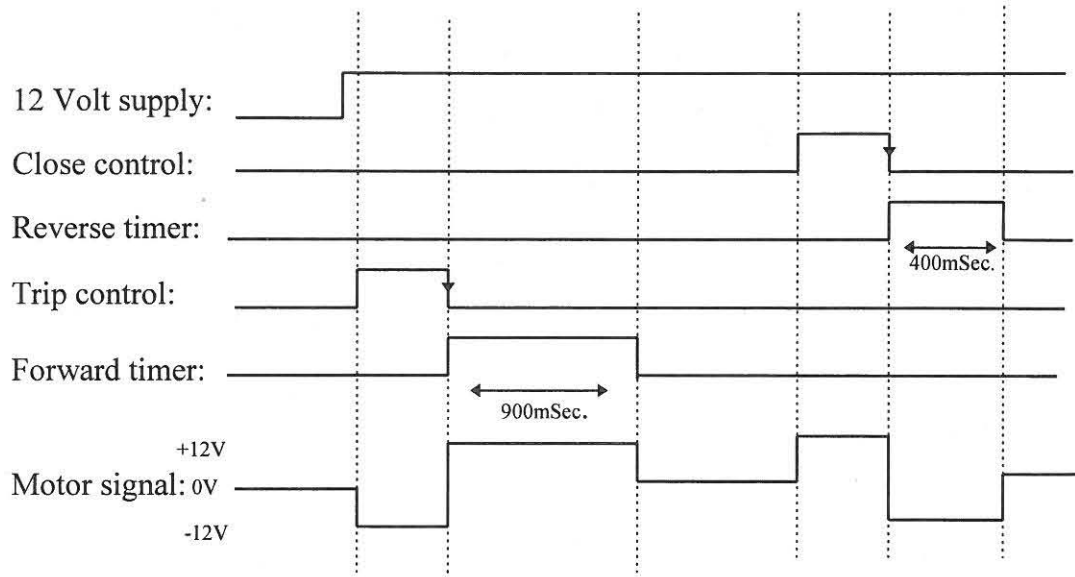 12 Volt supply:
Close control:
Reverse timer:
400mSec.
Trip control:
Forward timer:
900mSec.
+12V
Motor signal: 0V
-12V